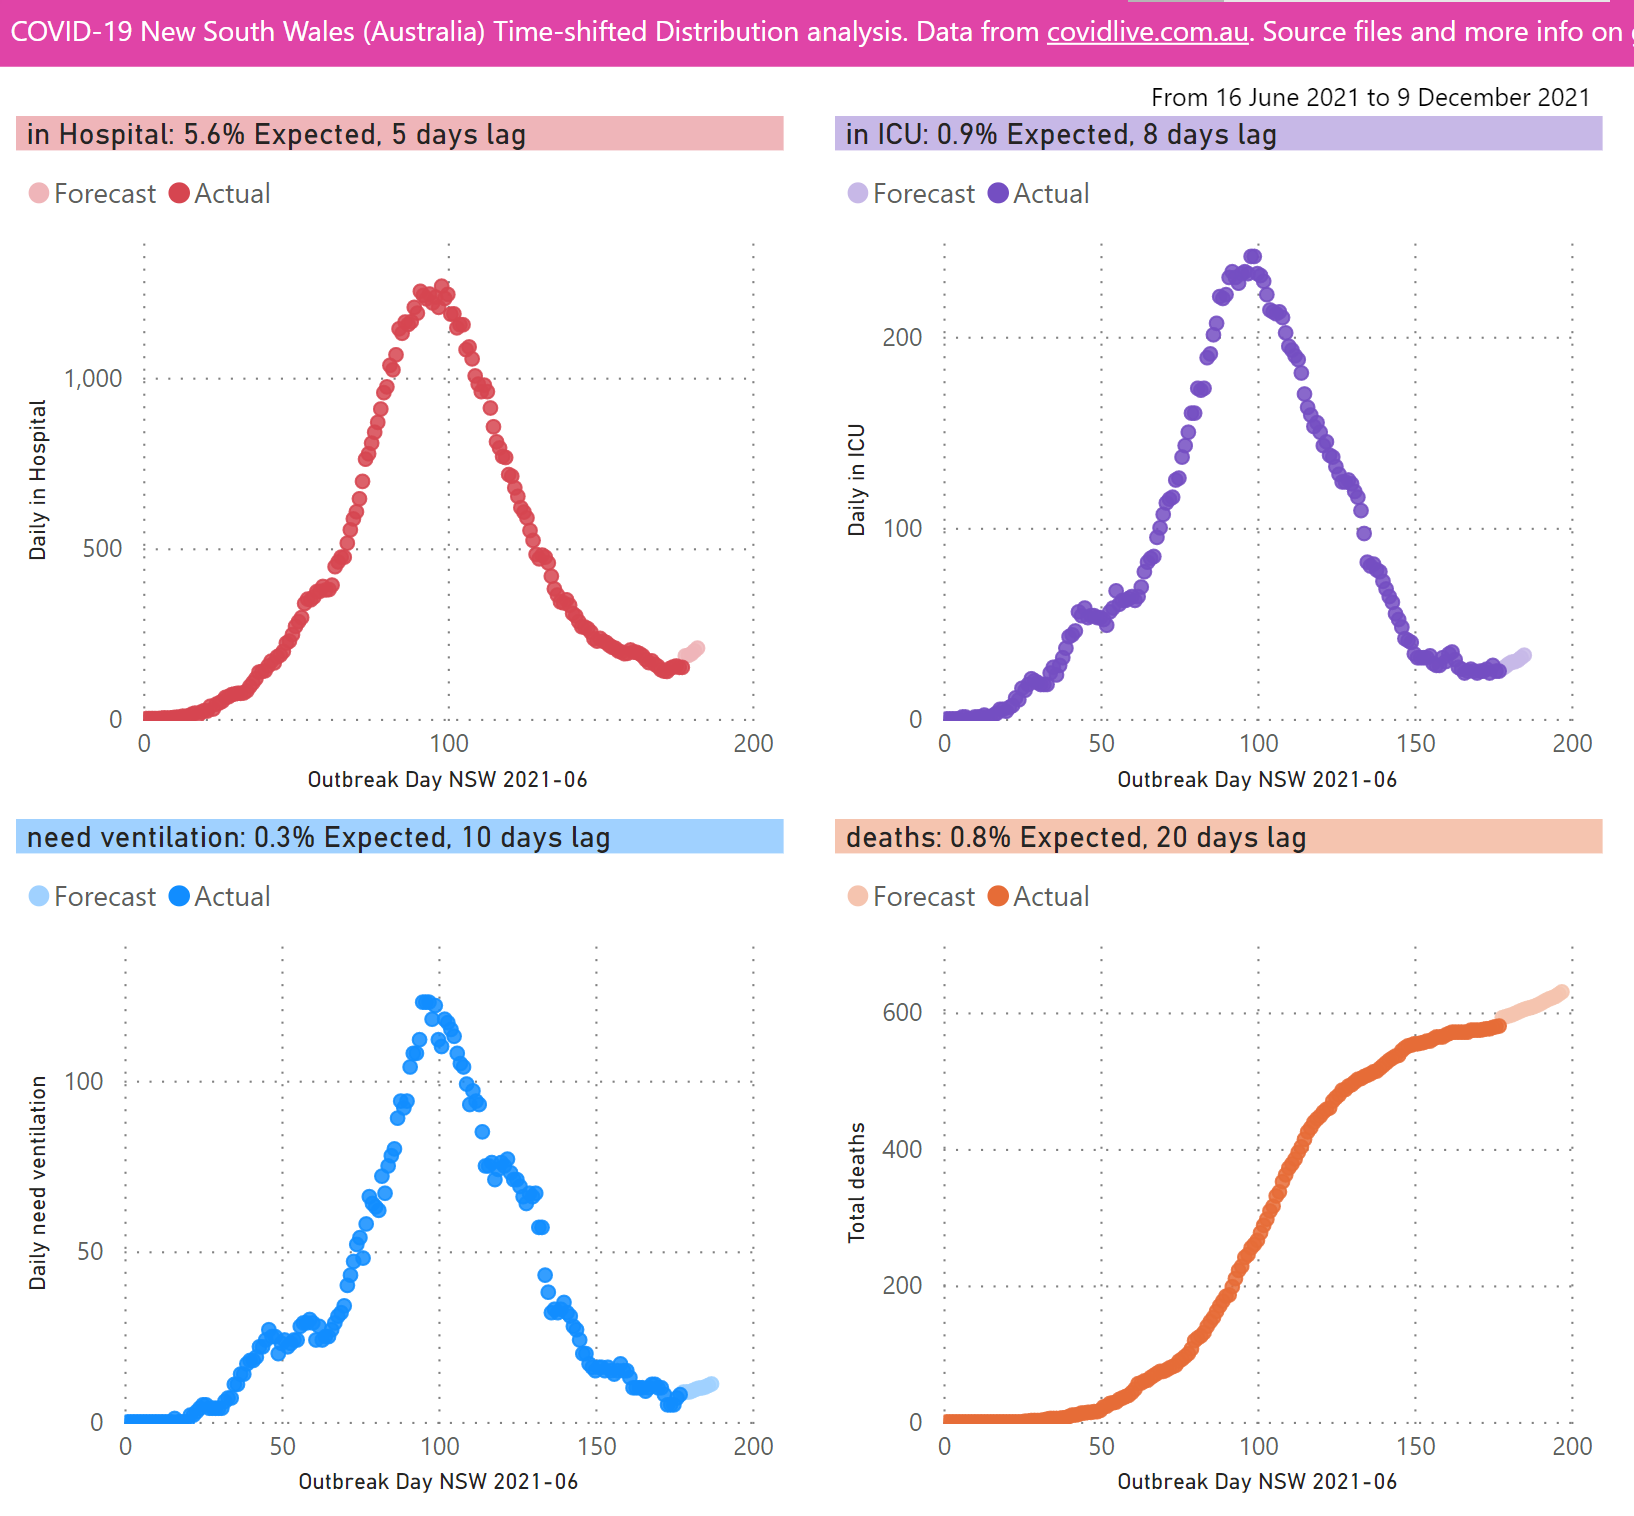 COVID-19 New South Wales (Australia) Time-shifted Distribution analysis. Data from covidlive.com.au. Source files and more info on
From 16 June 2021 to 9 December 2021
in Hospital: 5.6% Expected, 5 days lag
Forecast Actual
Daily in Hospital
1,000
500
0
0 100 200
Outbreak Day NSW 2021-06
in ICU: 0.9% Expected, 8 days lag
Forecast Actual
Daily in ICU
200
100
0
0 50 100 150 200
Outbreak Day NSW 2021-06
need ventilation: 0.3% Expected, 10 days lag
Forecast Actual
Daily need ventilation
100
50
0
0 50 100 150 200
Outbreak Day NSW 2021-06
deaths: 0.8% Expected, 20 days lag
Forecast Actual
Total deaths
600
400
200
0
0 50 100 150 200
Outbreak Day NSW 2021-06